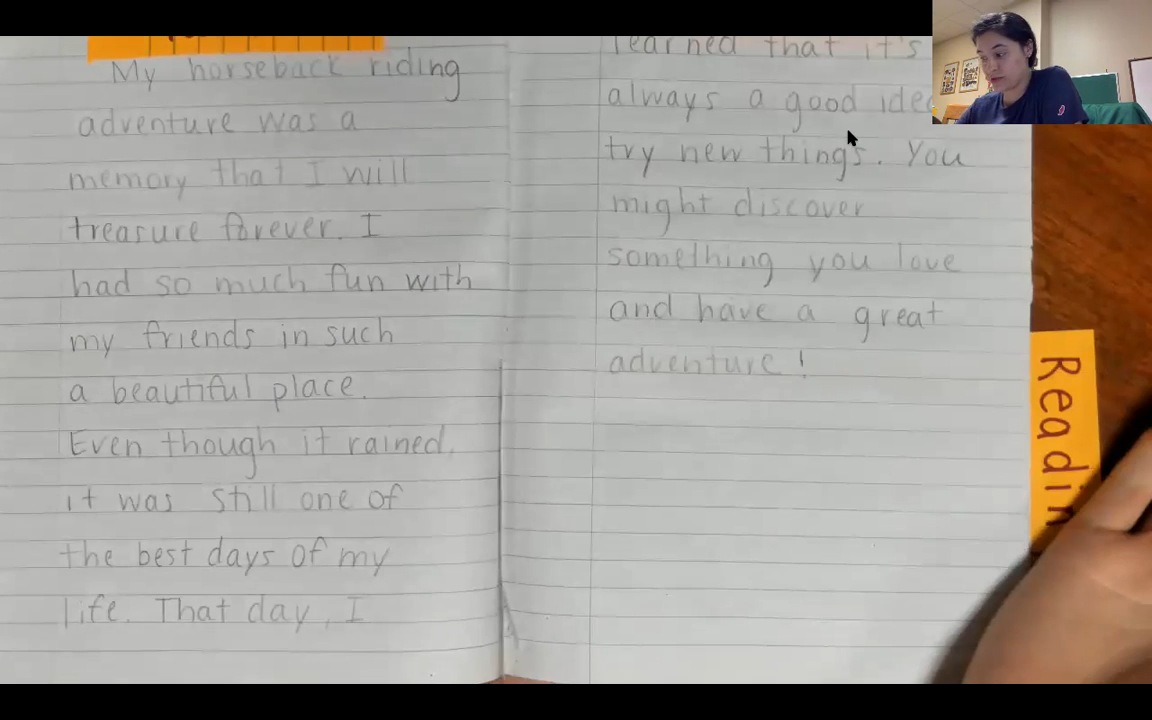 My horseback riding
adventure was a
memory that I will
treasure forever. I
had so much fun with
my friends in such
a beautiful place.
Even though it rained,
it was still one of
the best days of my
life. That day, I
learned that it's
always a good idea
try new things. You
might discover
something you love
and have a great
adventure!
Readin